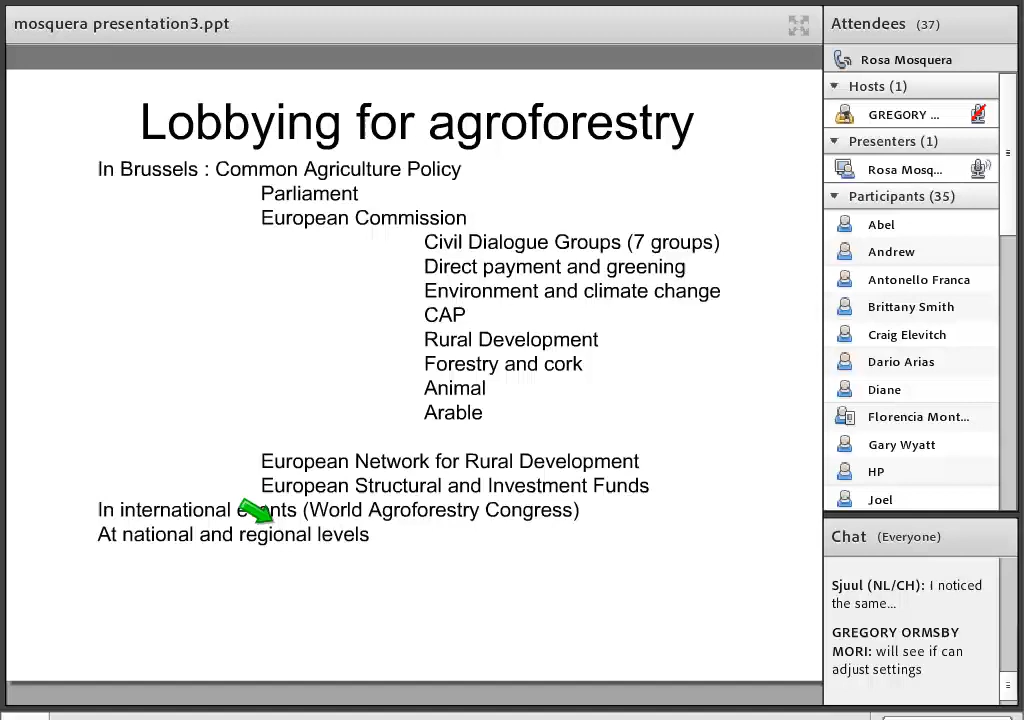 mosquera presentation3.ppt
Lobbying for agroforestry
In Brussels : Common Agriculture Policy
Parliament
European Commission
Civil Dialogue Groups (7 groups)
Direct payment and greening
Environment and climate change
CAP
Rural Development
Forestry and cork
Animal
Arable
European Network for Rural Development
European Structural and Investment Funds
In international events (World Agroforestry Congress)
At national and regional levels
Attendees (37)
Rosa Mosquera
Hosts (1)
GREGORY ...
Presenters (1)
Rosa Mosq...
Participants (35)
Abel
Andrew
Antonello Franca
Brittany Smith
Craig Elevitch
Dario Arias
Diane
Florencia Mont...
Gary Wyatt
HP
Joel
Chat (Everyone)
Sjuul (NL/CH): I noticed
the same...
GREGORY ORMSBY
MORI: will see if can
adjust settings